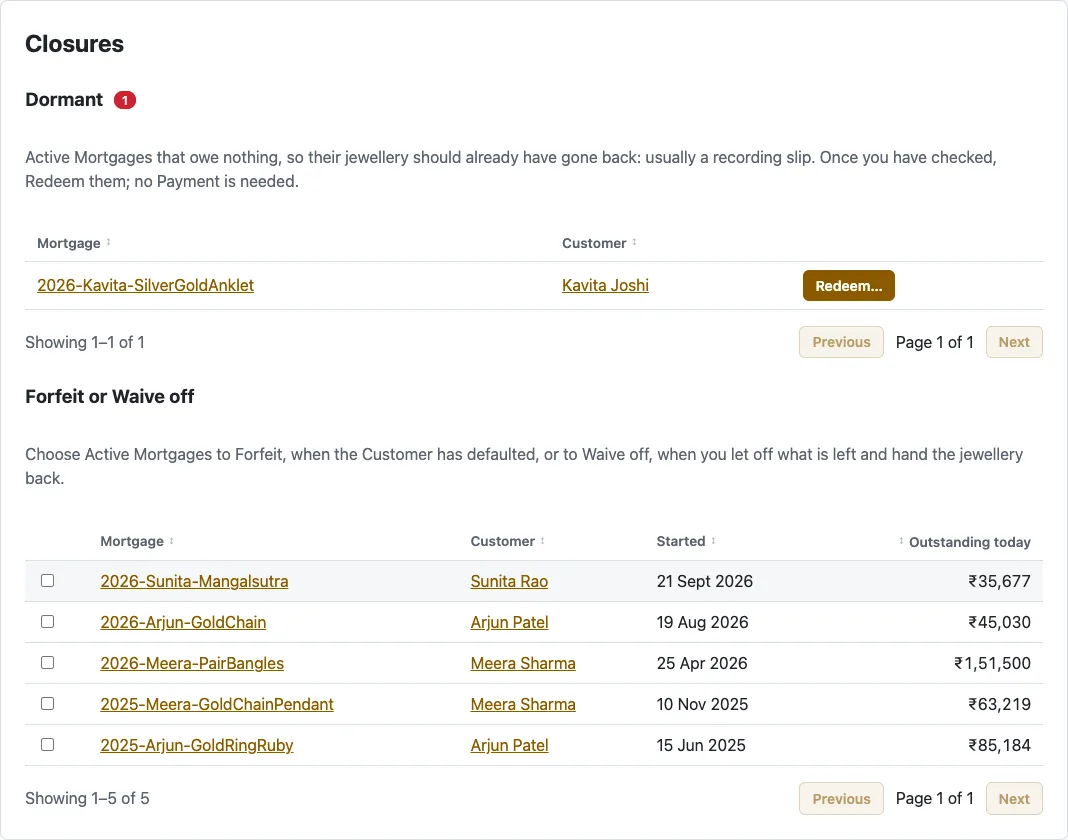 Closures
Dormant 1
Active Mortgages that owe nothing, so their jewellery should already have gone back: usually a recording slip. Once you have checked,
Redeem them; no Payment is needed.
Mortgage Customer
2026-Kavita-SilverGoldAnklet Kavita Joshi Redeem...
Showing 1–1 of 1 Previous Page 1 of 1 Next
Forfeit or Waive off
Choose Active Mortgages to Forfeit, when the Customer has defaulted, or to Waive off, when you let off what is left and hand the jewellery
back.
Mortgage Customer Started Outstanding today
2026-Sunita-Mangalsutra Sunita Rao 21 Sept 2026 ₹35,677
2026-Arjun-GoldChain Arjun Patel 19 Aug 2026 ₹45,030
2026-Meera-PairBangles Meera Sharma 25 Apr 2026 ₹1,51,500
2025-Meera-GoldChainPendant Meera Sharma 10 Nov 2025 ₹63,219
2025-Arjun-GoldRingRuby Arjun Patel 15 Jun 2025 ₹85,184
Showing 1–5 of 5 Previous Page 1 of 1 Next